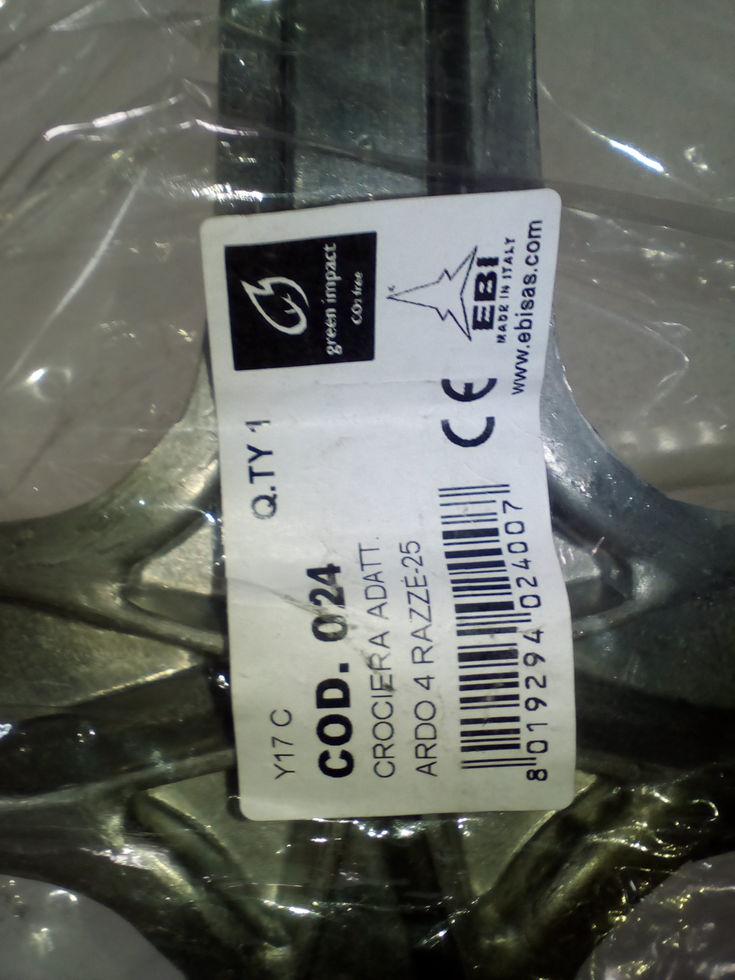 green impact
CO2 free
EBI
MADE IN ITALY
www.ebisas.com
Q.TY 1
CE
Y17 C
COD. 024
CROCIERA ADATT.
ARDO 4 RAZZE-25
8 019294 024007